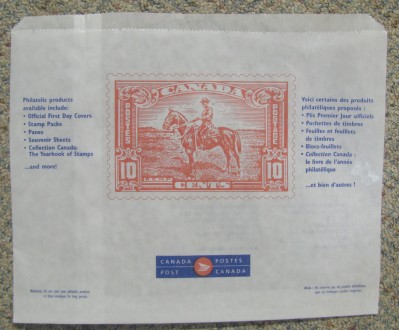 Philatelic products
available include:
• Official First Day Covers
• Stamp Packs
• Panes
• Souvenir Sheets
• Collection Canada:
The Yearbook of Stamps
...and more!
CANADA
POSTES
POSTAGE
10
10
CENTS
Voici certains des produits
philatéliques proposés :
• Plis Premier Jour officiels
• Pochettes de timbres
• Feuilles et feuillets
de timbres
• Blocs-feuillets
• Collection Canada :
le livre de l'année
philatélique
...et bien d'autres !
CANADA POSTES
POST CANADA